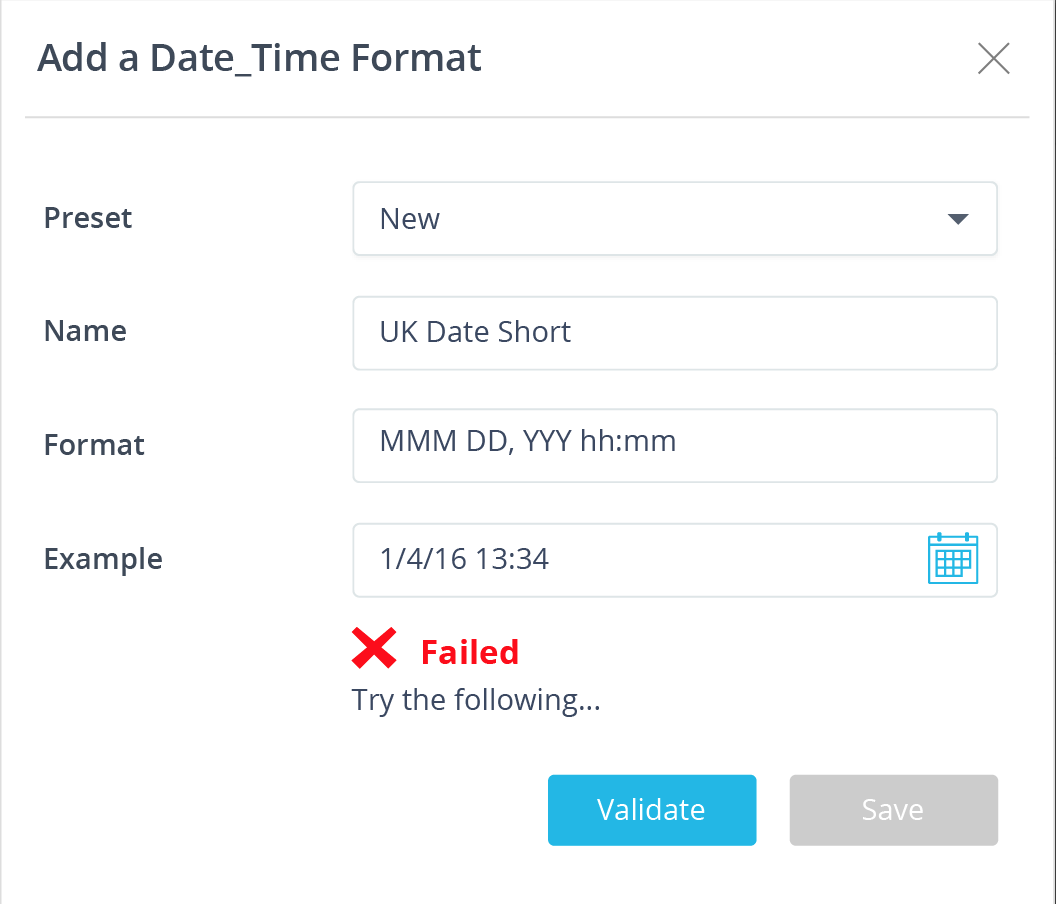 Add a Date_Time Format
Preset
New
Name
UK Date Short
Format
MMM DD, YYY hh:mm
Example
1/4/16 13:34
Failed
Try the following...
Validate
Save